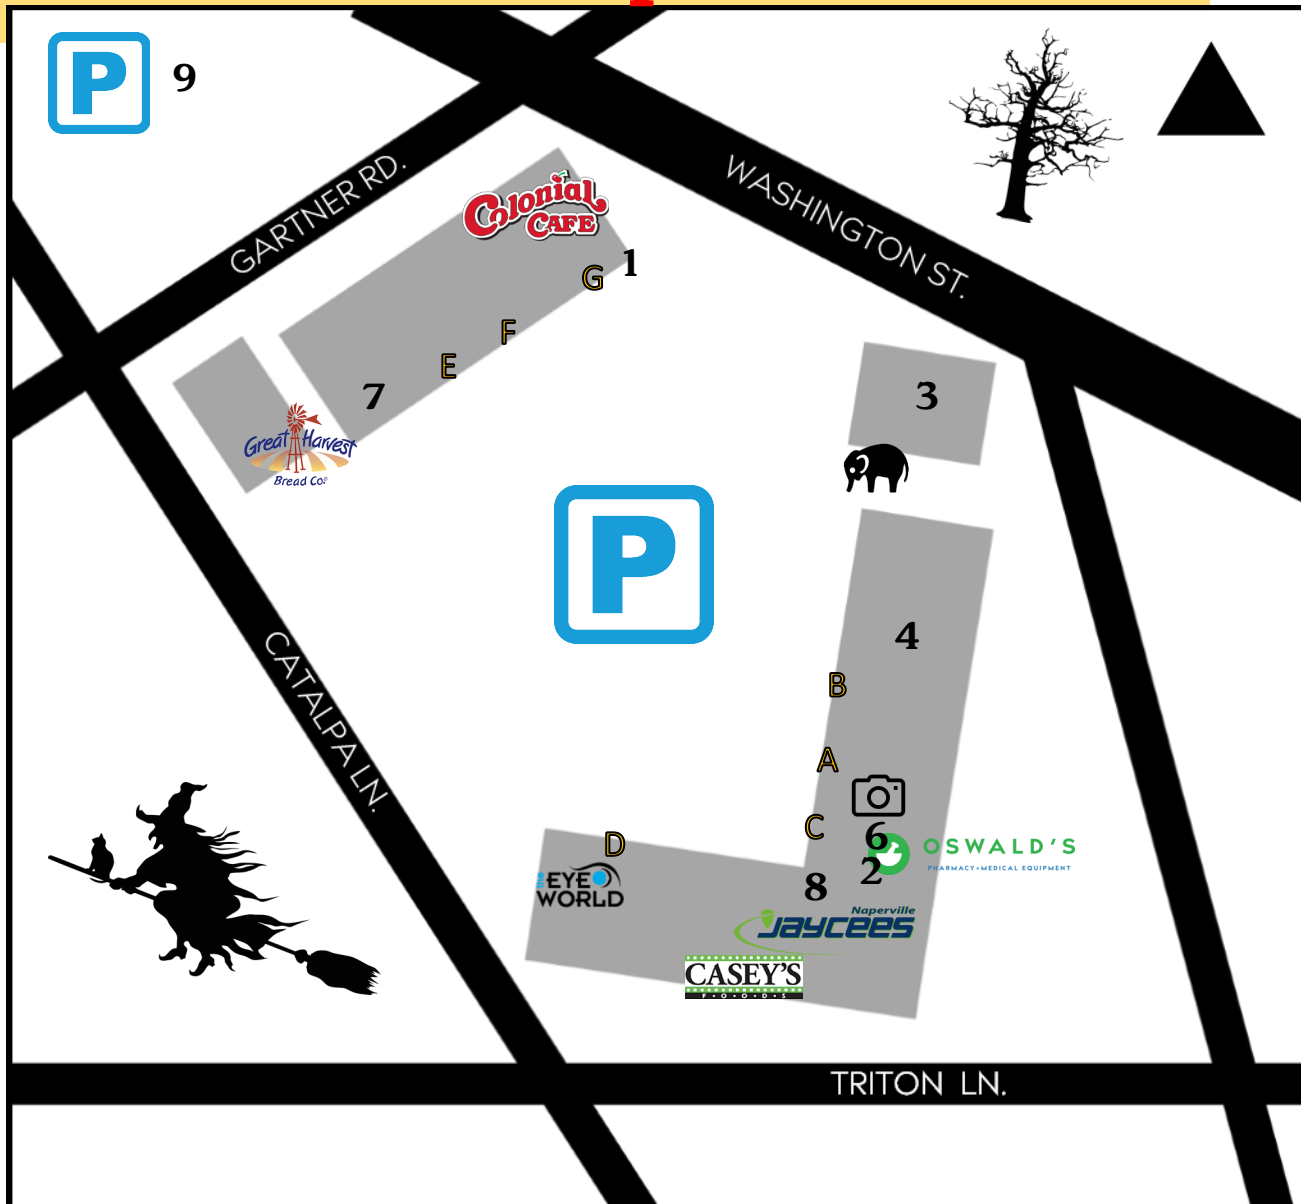 P
9
GARTNER RD.
WASHINGTON ST.
Colonial
CAFE
1
G
F
E
7
3
Great Harvest
Bread Co.
P
4
CATALPA LN.
B
A
C
6
OSWALD'S
PHARMACY+MEDICAL EQUIPMENT
2
D
the
EYE
WORLD
8
Naperville
JAYCEES
CASEY'S
F·O·O·D·S
TRITON LN.